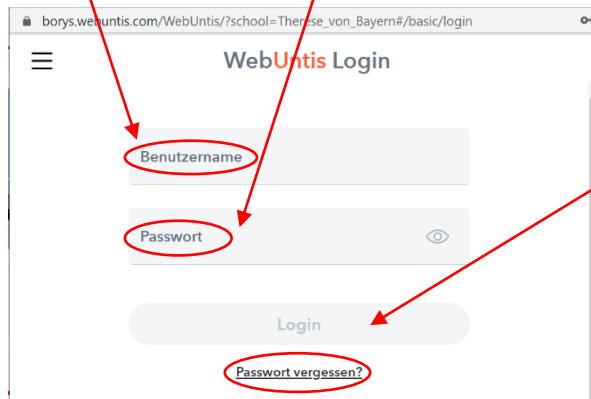 borys.webuntis.com/WebUntis/?school=Therese_von_Bayern#/basic/login
WebUntis Login
Benutzername
Passwort
Login
Passwort vergessen?